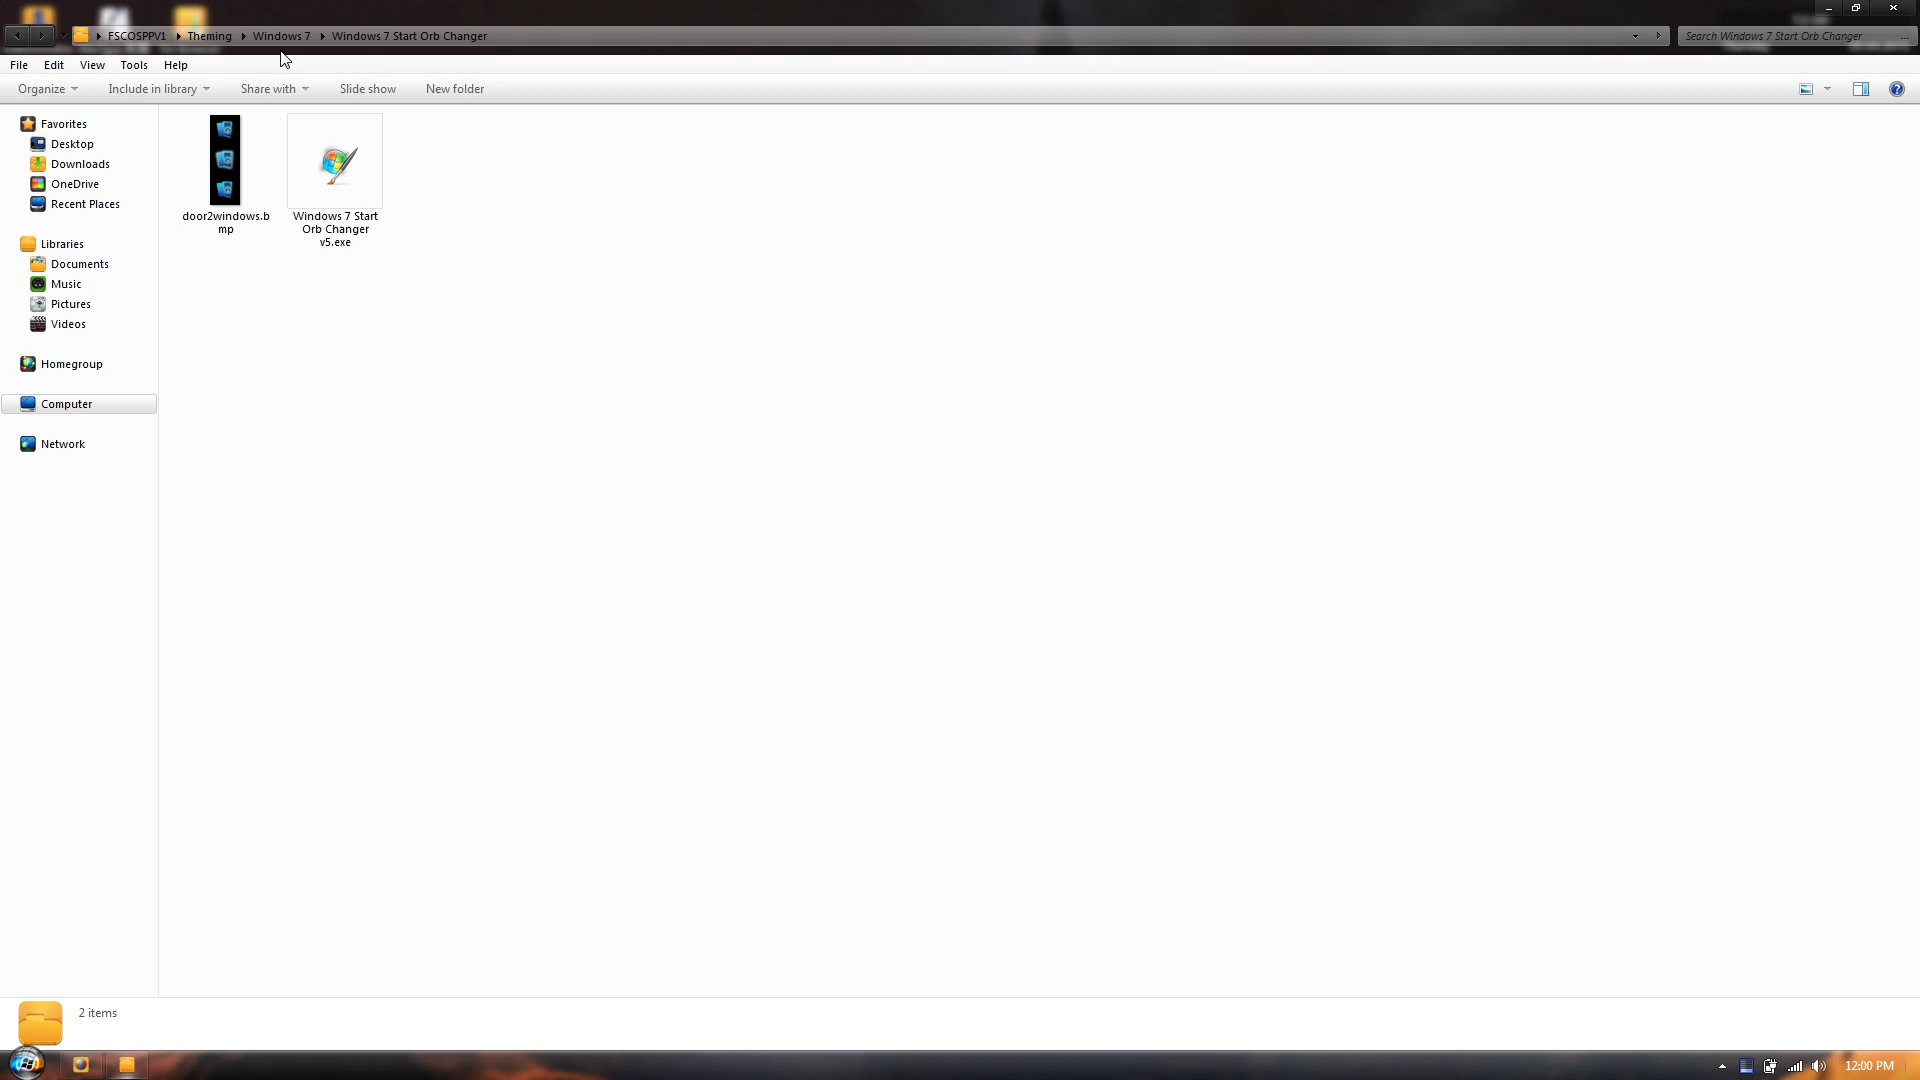 FSCOSPPV1 Theming Windows 7 Windows 7 Start Orb Changer
Search Windows 7 Start Orb Changer ...
File Edit View Tools Help
Organize Include in library Share with Slide show New folder
Favorites
Desktop
Downloads
OneDrive
Recent Places
Libraries
Documents
Music
Pictures
Videos
Homegroup
Computer
Network
door2windows.b
mp
Windows 7 Start
Orb Changer
v5.exe
2 items
12:00 PM